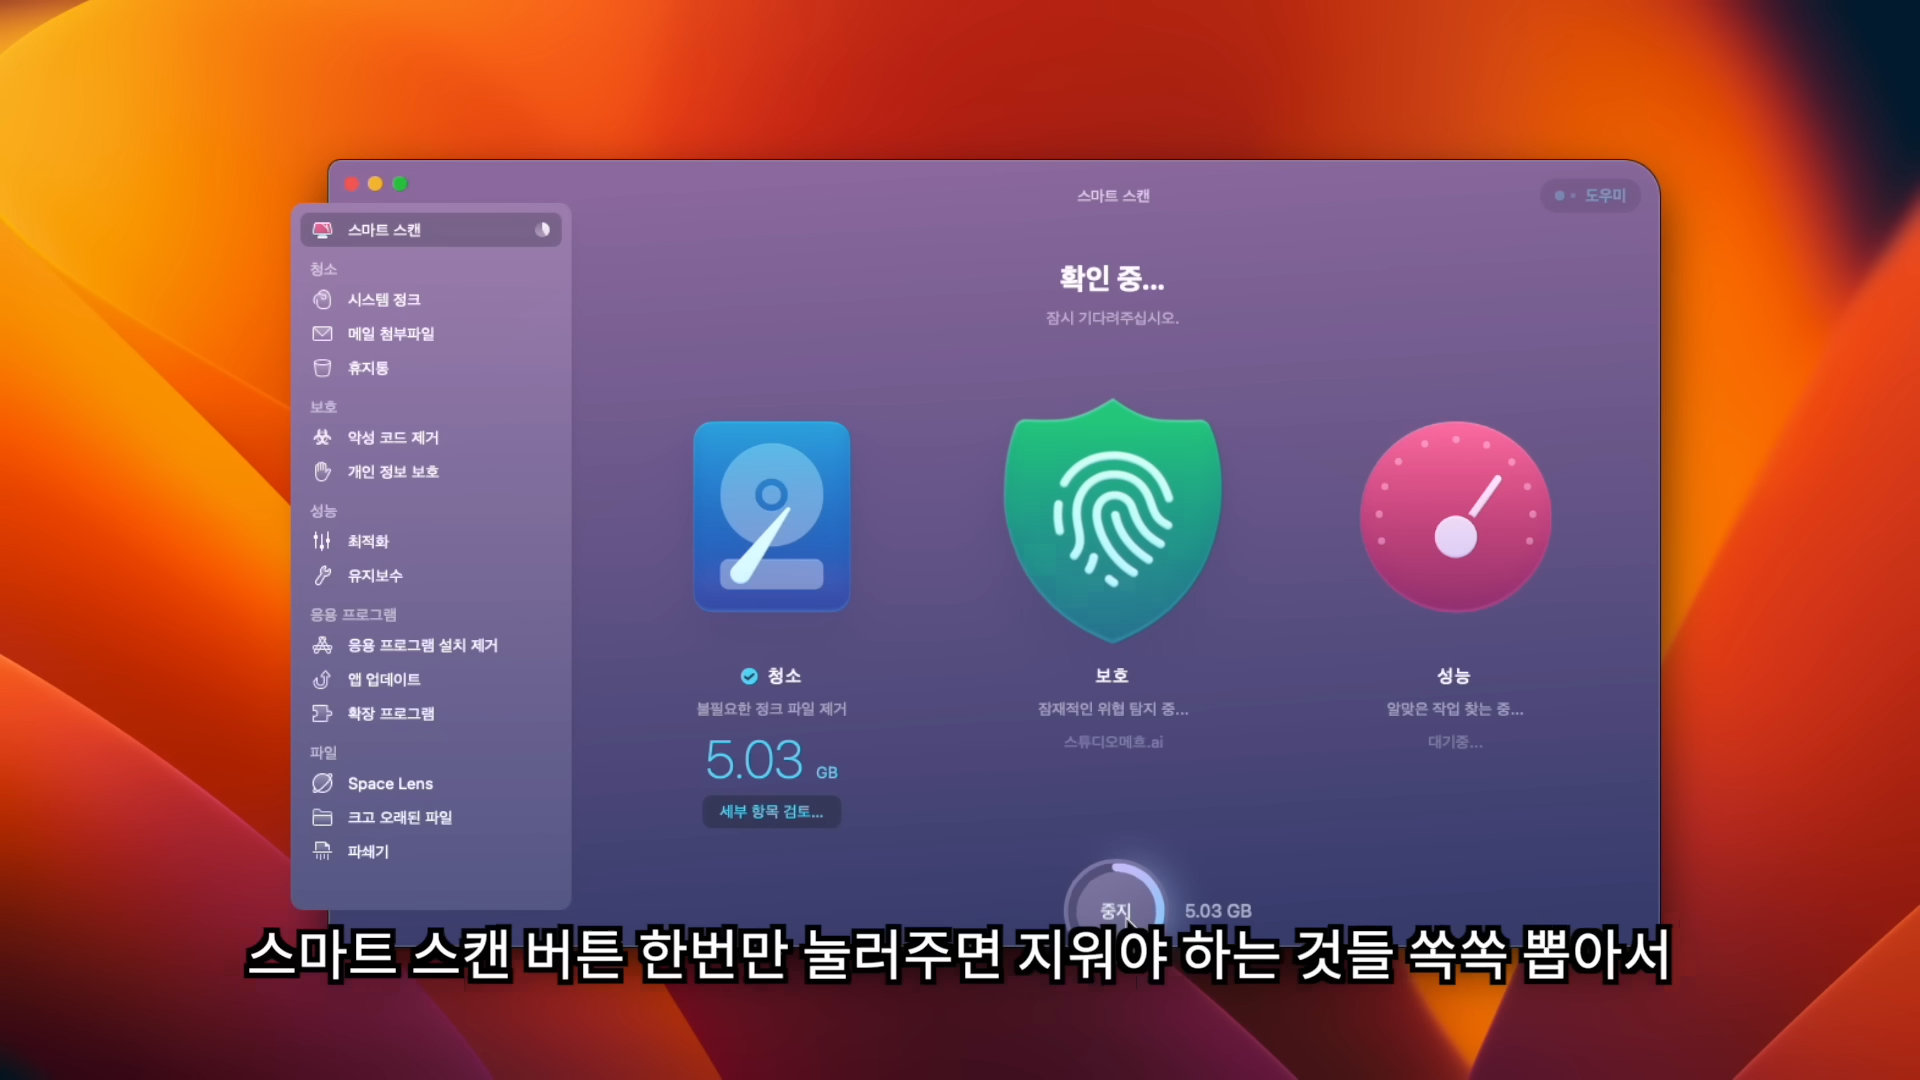 스마트 스캔
도우미
스마트 스캔
청소
시스템 정크
메일 첨부파일
휴지통
보호
악성 코드 제거
개인 정보 보호
성능
최적화
유지보수
응용 프로그램
응용 프로그램 설치 제거
앱 업데이트
확장 프로그램
파일
Space Lens
크고 오래된 파일
파쇄기
확인 중...
잠시 기다려주십시오.
청소
불필요한 정크 파일 제거
5.03 GB
세부 항목 검토...
보호
잠재적인 위협 탐지 중...
스튜디오메흐.ai
성능
알맞은 작업 찾는 중...
대기중...
중지
5.03 GB
스마트 스캔 버튼 한번만 눌러주면 지워야 하는 것들 쏙쏙 뽑아서